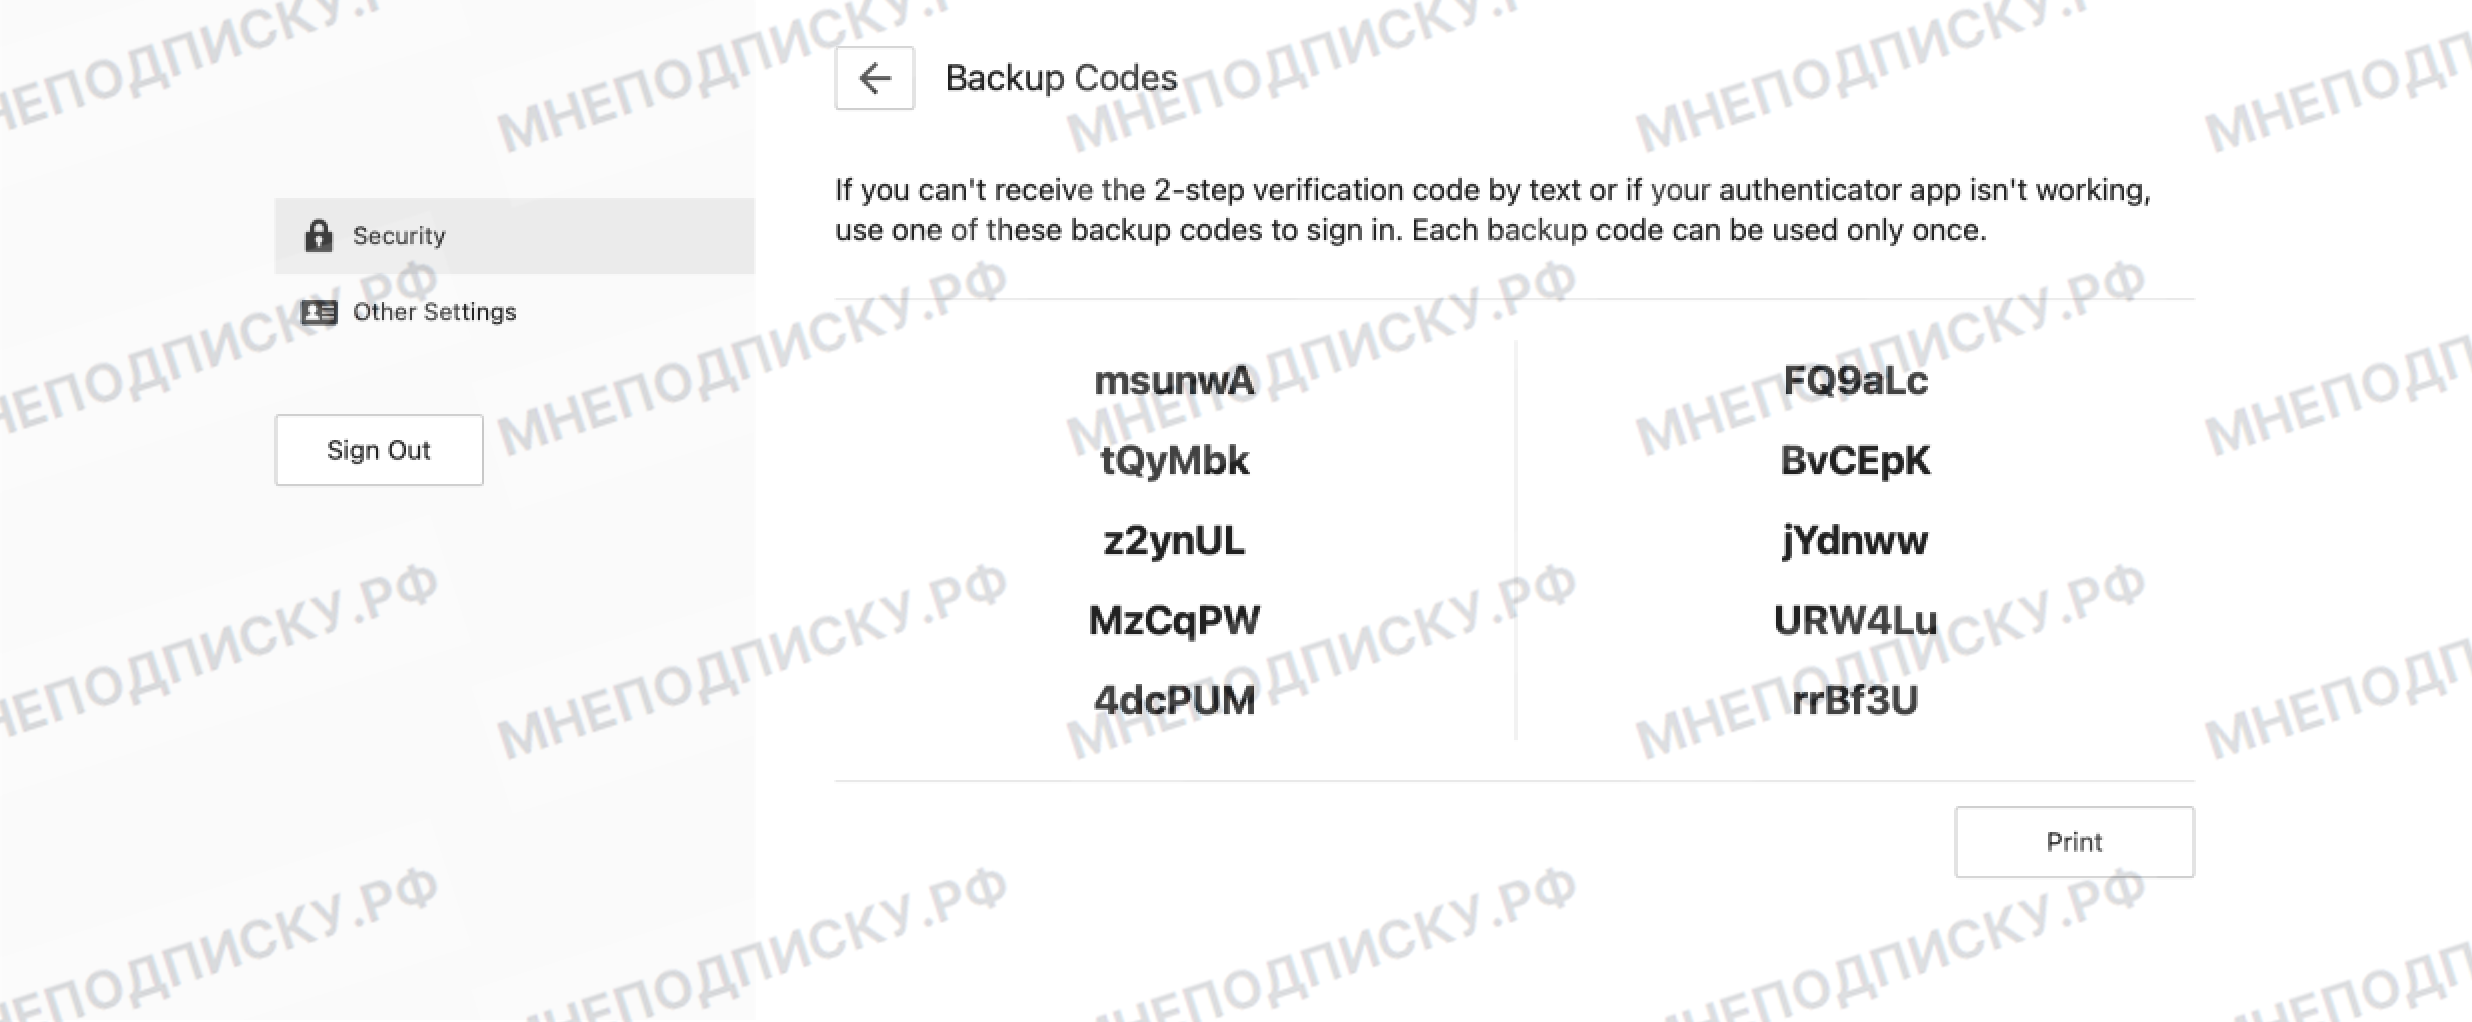 Backup Codes
If you can't receive the 2-step verification code by text or if your authenticator app isn't working,
use one of these backup codes to sign in. Each backup code can be used only once.
Security
Other Settings
Sign Out
msunwA
tQyMbk
z2ynUL
MzCqPW
4dcPUM
FQ9aLc
BvCEpK
jYdnww
URW4Lu
rrBf3U
Print
МНЕПОДПИСКУ.РФ